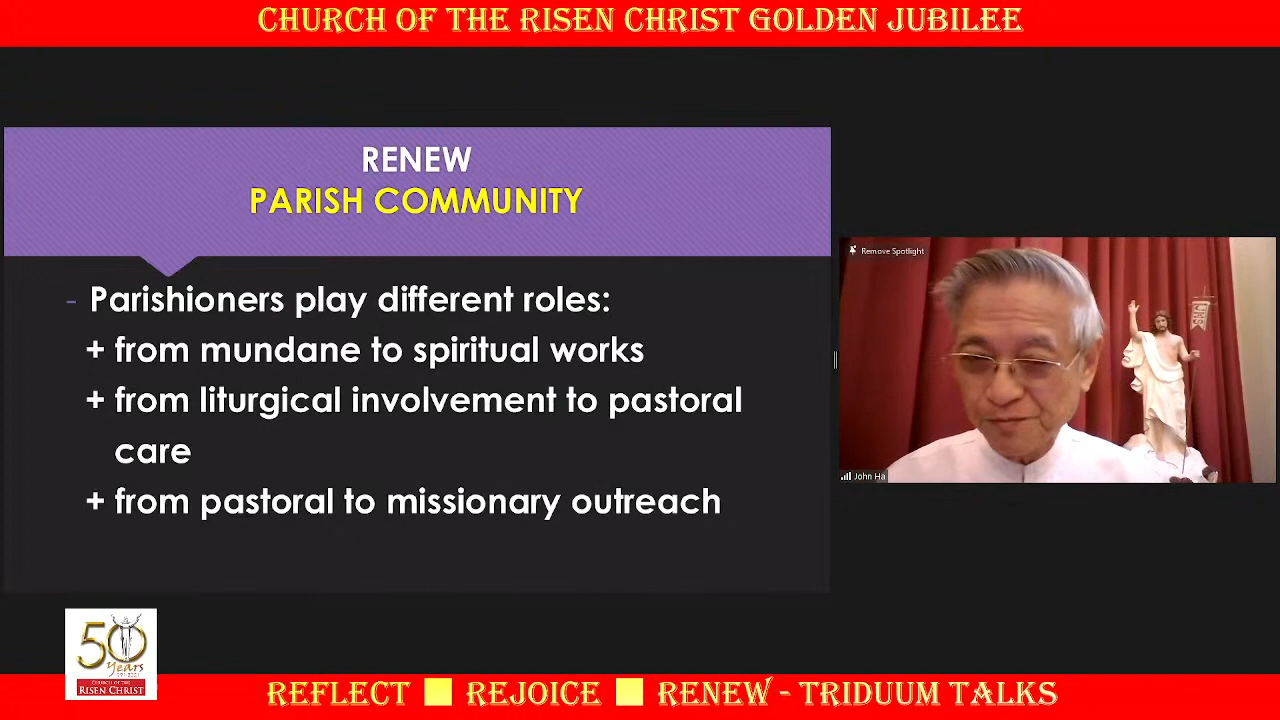 CHURCH OF THE RISEN CHRIST GOLDEN JUBILEE
RENEW
PARISH COMMUNITY
- Parishioners play different roles:
+ from mundane to spiritual works
+ from liturgical involvement to pastoral
care
+ from pastoral to missionary outreach
Remove Spotlight
John Ha
50
Years
CHURCH OF THE
RISEN CHRIST
REFLECT REJOICE RENEW - TRIDUUM TALKS